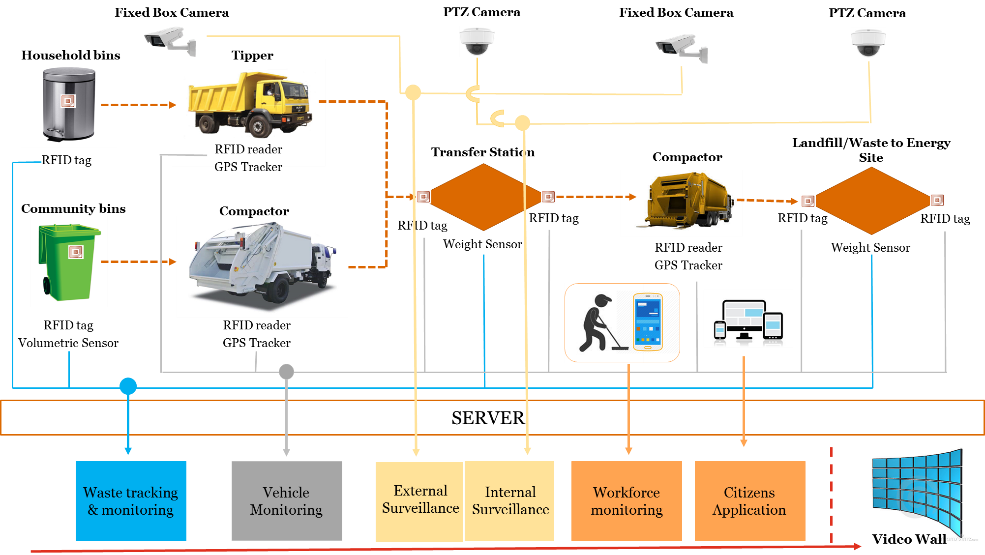 Fixed Box Camera
PTZ Camera
Fixed Box Camera
PTZ Camera
Household bins
Tipper
RFID tag
RFID reader
GPS Tracker
Transfer Station
Compactor
Landfill/Waste to Energy
Site
Community bins
Compactor
RFID tag
RFID tag
Weight Sensor
RFID reader
GPS Tracker
RFID tag
RFID tag
Weight Sensor
RFID tag
Volumetric Sensor
RFID reader
GPS Tracker
SERVER
Waste tracking
& monitoring
Vehicle
Monitoring
External
Surveillance
Internal
Surveillance
Workforce
monitoring
Citizens
Application
Video Wall